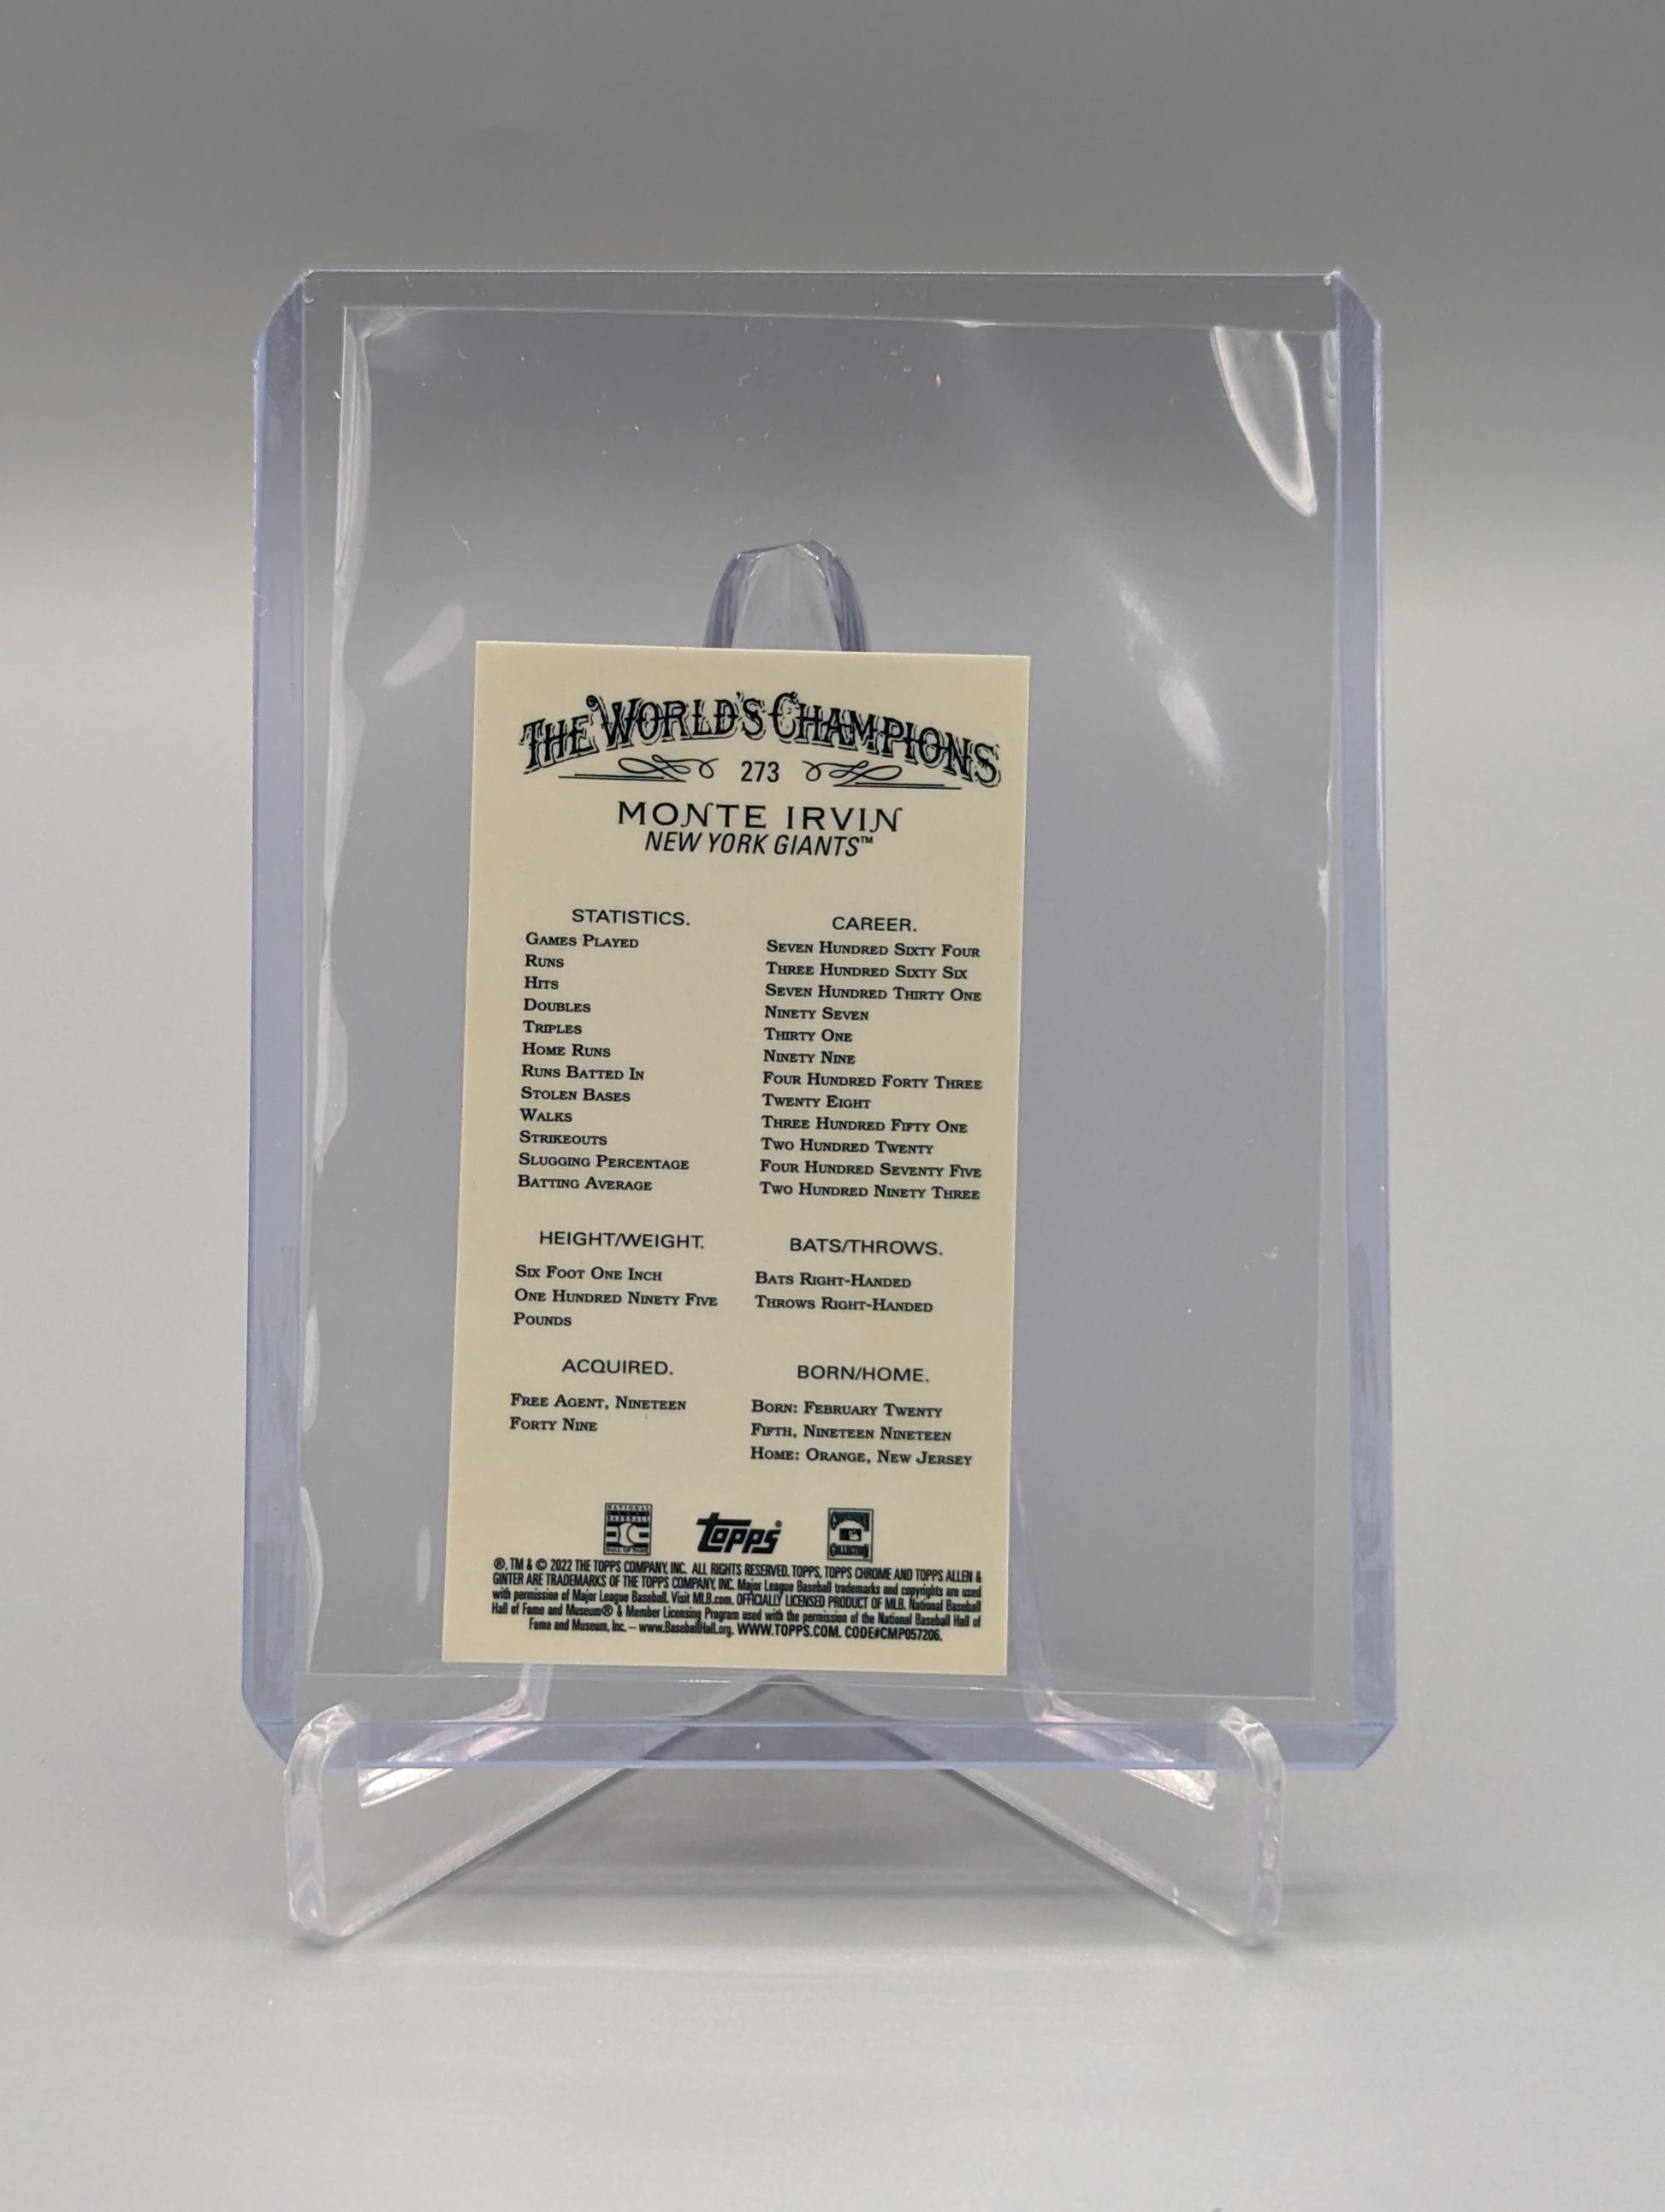 THE WORLD'S CHAMPIONS
273
MONTE IRVIN
NEW YORK GIANTS™
STATISTICS. CAREER.
GAMES PLAYED SEVEN HUNDRED SIXTY FOUR
RUNS THREE HUNDRED SIXTY SIX
HITS SEVEN HUNDRED THIRTY ONE
DOUBLES NINETY SEVEN
TRIPLES THIRTY ONE
HOME RUNS NINETY NINE
RUNS BATTED IN FOUR HUNDRED FORTY THREE
STOLEN BASES TWENTY EIGHT
WALKS THREE HUNDRED FIFTY ONE
STRIKEOUTS TWO HUNDRED TWENTY
SLUGGING PERCENTAGE FOUR HUNDRED SEVENTY FIVE
BATTING AVERAGE TWO HUNDRED NINETY THREE
HEIGHT/WEIGHT.
SIX FOOT ONE INCH
ONE HUNDRED NINETY FIVE
POUNDS
BATS/THROWS.
BATS RIGHT-HANDED
THROWS RIGHT-HANDED
ACQUIRED.
FREE AGENT, NINETEEN
FORTY NINE
BORN/HOME.
BORN: FEBRUARY TWENTY
FIFTH, NINETEEN NINETEEN
HOME: ORANGE, NEW JERSEY
NATIONAL
BASEBALL
HALL OF FAME
topps®
COOPERSTOWN
COLLECTION
®, TM & © 2022 THE TOPPS COMPANY, INC. ALL RIGHTS RESERVED. TOPPS, TOPPS CHROME AND TOPPS ALLEN &
GINTER ARE TRADEMARKS OF THE TOPPS COMPANY, INC. Major League Baseball trademarks and copyrights are used
with permission of Major League Baseball. Visit MLB.com. OFFICIALLY LICENSED PRODUCT OF MLB. National Baseball
Hall of Fame and Museum® & Member Licensing Program used with the permission of the National Baseball Hall of
Fame and Museum, Inc. – www.BaseballHall.org. WWW.TOPPS.COM. CODE#CMP057206.